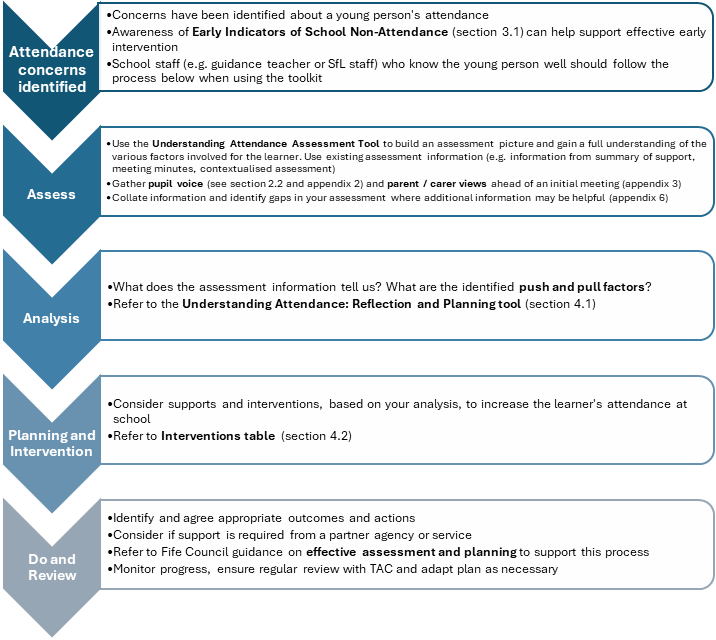 Attendance
concerns
identified
•Concerns have been identified about a young person's attendance
•Awareness of Early Indicators of School Non-Attendance (section 3.1) can help support effective early
intervention
•School staff (e.g. guidance teacher or SfL staff) who know the young person well should follow the
process below when using the toolkit
Assess
•Use the Understanding Attendance Assessment Tool to build an assessment picture and gain a full understanding of the
various factors involved for the learner. Use existing assessment information (e.g. information from summary of support,
meeting minutes, contextualised assessment)
•Gather pupil voice (see section 2.2 and appendix 2) and parent / carer views ahead of an initial meeting (appendix 3)
•Collate information and identify gaps in your assessment where additional information may be helpful (appendix 6)
Analysis
•What does the assessment information tell us? What are the identified push and pull factors?
•Refer to the Understanding Attendance: Reflection and Planning tool (section 4.1)
Planning and
Intervention
•Consider supports and interventions, based on your analysis, to increase the learner's attendance at
school
•Refer to Interventions table (section 4.2)
Do and
Review
•Identify and agree appropriate outcomes and actions
•Consider if support is required from a partner agency or service
•Refer to Fife Council guidance on effective assessment and planning to support this process
•Monitor progress, ensure regular review with TAC and adapt plan as necessary